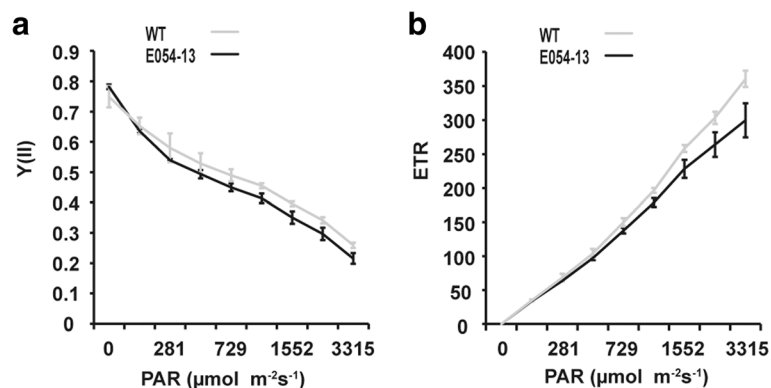 a
WT
E054-13
0.9
0.8
0.7
0.6
0.5
0.4
0.3
0.2
0.1
0
Y(II)
0 281 729 1552 3315
PAR (µmol m⁻²s⁻¹)
b
WT
E054-13
400
350
300
250
200
150
100
50
0
ETR
0 281 729 1552 3315
PAR (µmol m⁻²s⁻¹)